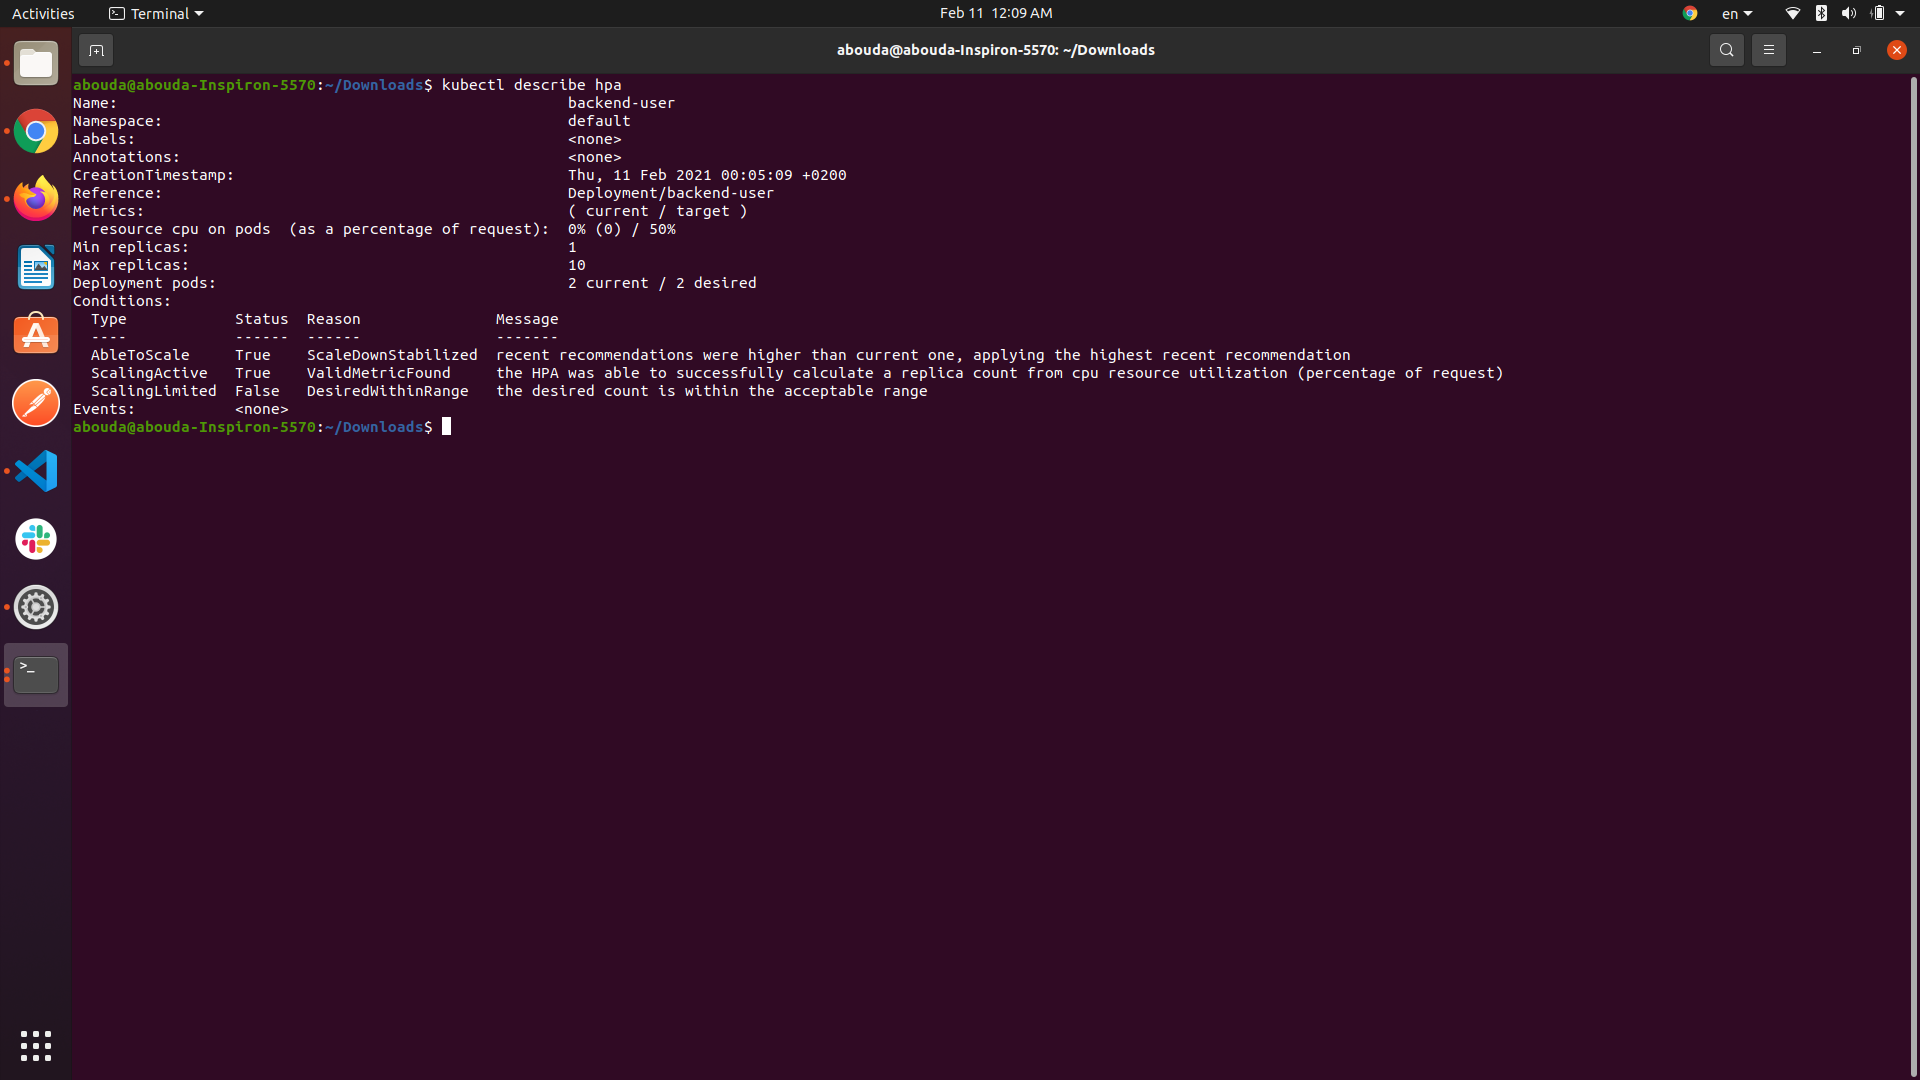 Activities Terminal Feb 11 12:09 AM en
abouda@abouda-Inspiron-5570: ~/Downloads
abouda@abouda-Inspiron-5570:~/Downloads$ kubectl describe hpa
Name:                                                  backend-user
Namespace:                                             default
Labels:                                                <none>
Annotations:                                           <none>
CreationTimestamp:                                     Thu, 11 Feb 2021 00:05:09 +0200
Reference:                                             Deployment/backend-user
Metrics:                                               ( current / target )
  resource cpu on pods  (as a percentage of request):  0% (0) / 50%
Min replicas:                                          1
Max replicas:                                          10
Deployment pods:                                       2 current / 2 desired
Conditions:
  Type            Status  Reason               Message
  ----            ------  ------               -------
  AbleToScale     True    ScaleDownStabilized  recent recommendations were higher than current one, applying the highest recent recommendation
  ScalingActive   True    ValidMetricFound     the HPA was able to successfully calculate a replica count from cpu resource utilization (percentage of request)
  ScalingLimited  False   DesiredWithinRange   the desired count is within the acceptable range
Events:           <none>
abouda@abouda-Inspiron-5570:~/Downloads$